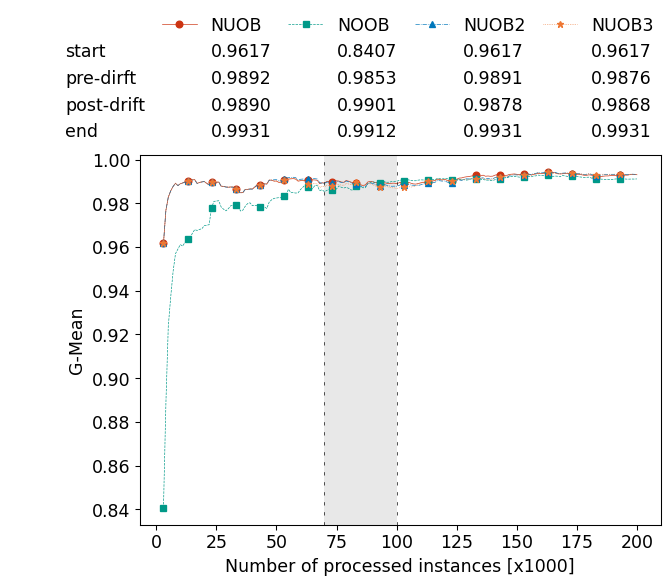 NUOB NOOB NUOB2 NUOB3
start 0.9617 0.8407 0.9617 0.9617
pre-dirft 0.9892 0.9853 0.9891 0.9876
post-drift 0.9890 0.9901 0.9878 0.9868
end 0.9931 0.9912 0.9931 0.9931
1.00
0.98
0.96
0.94
0.92
0.90
0.88
0.86
0.84
G-Mean
0 25 50 75 100 125 150 175 200
Number of processed instances [x1000]